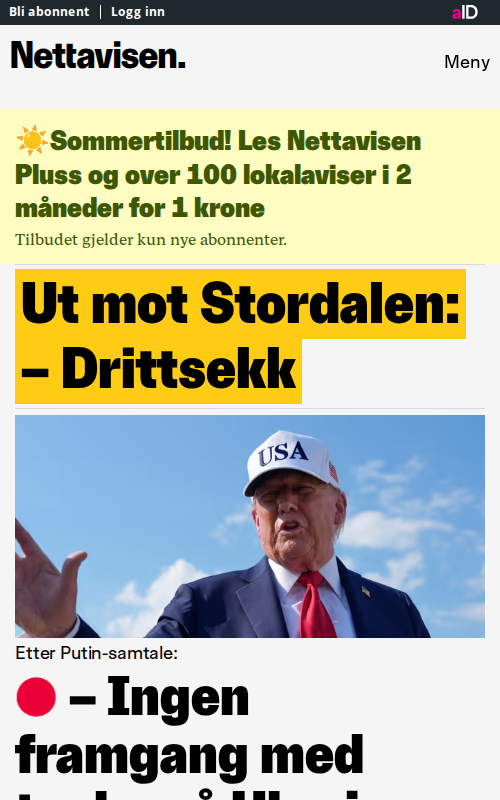 Bli abonnent | Logg inn
aID
Nettavisen.
Meny
☀️Sommertilbud! Les Nettavisen
Pluss og over 100 lokalaviser i 2
måneder for 1 krone
Tilbudet gjelder kun nye abonnenter.
Ut mot Stordalen:
– Drittsekk
USA
Etter Putin-samtale:
🔴 – Ingen
framgang med